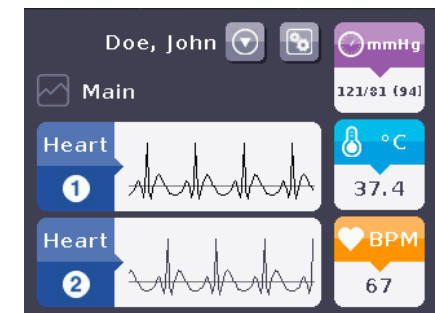 Doe, John
mmHg
121/81 (94)
Main
Heart
1
°C
37.4
Heart
2
BPM
67